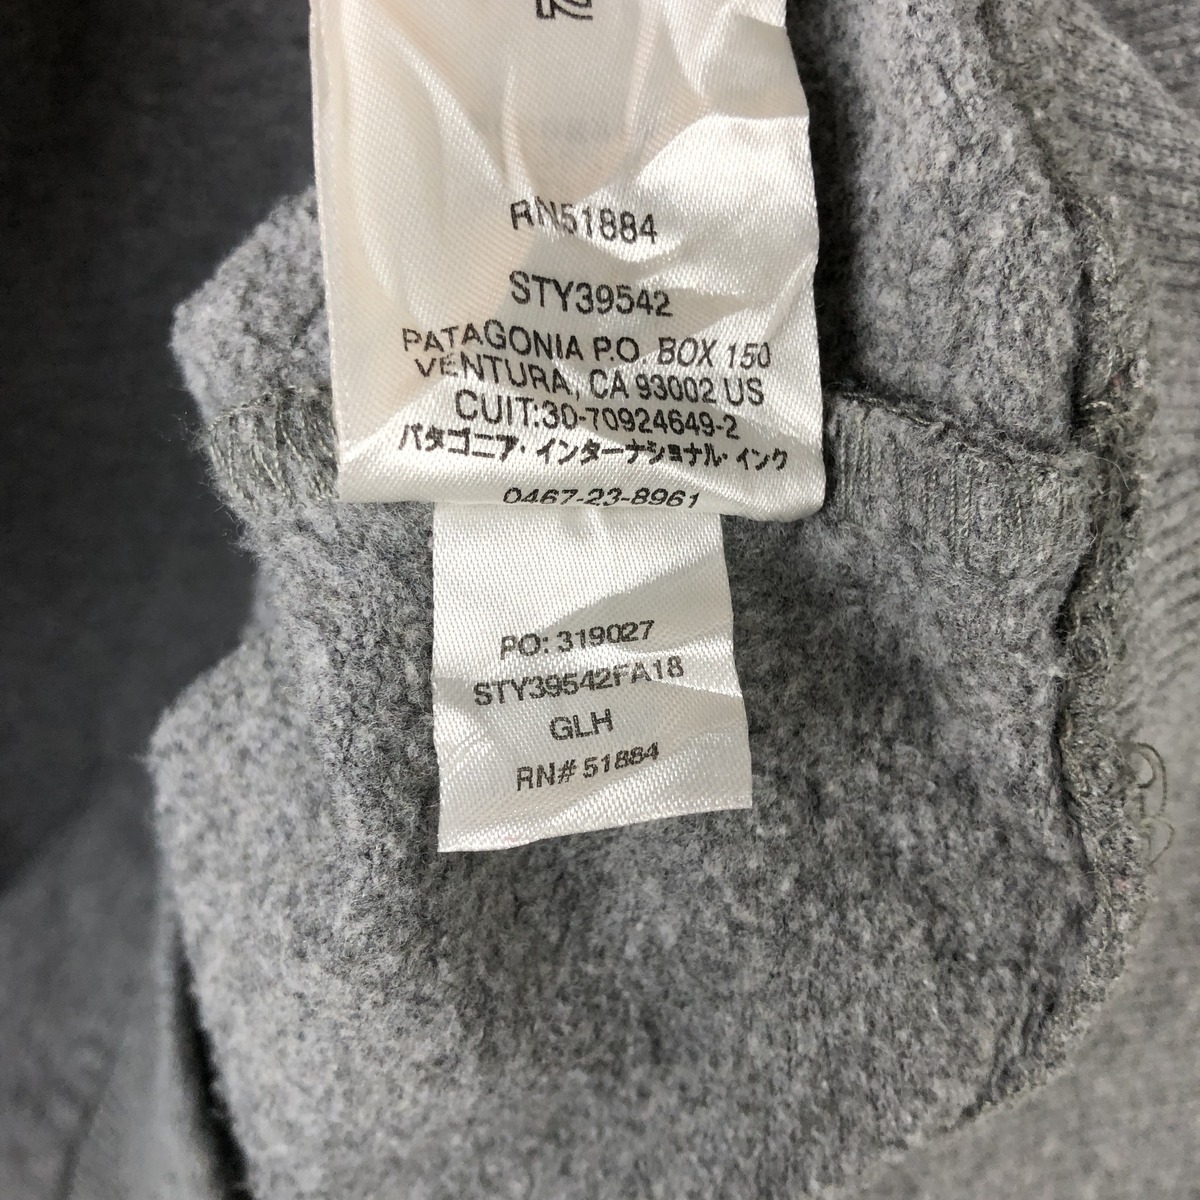 RN51884
STY39542
PATAGONIA P.O. BOX 150
VENTURA, CA 93002 US
CUIT:30-70924649-2
パタゴニア・インターナショナル・インク
0467-23-8961
PO: 319027
STY39542FA18
GLH
RN# 51884